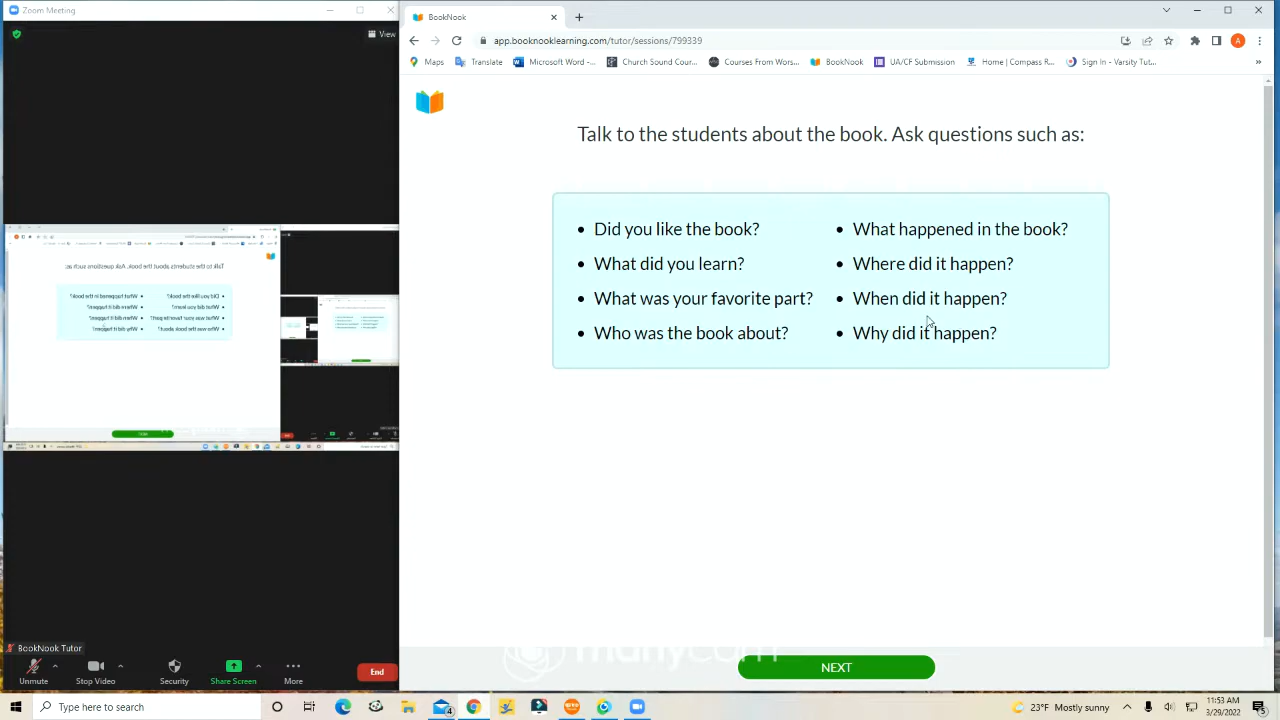 Zoom Meeting
View
BookNook
app.booknooklearning.com/tutor/sessions/799339
A
Maps
Translate
Microsoft Word -...
Church Sound Cour...
Courses From Wors...
BookNook
UA/CF Submission
Home | Compass R...
Sign In - Varsity Tut...
»
Talk to the students about the book. Ask questions such as:
• Did you like the book?
• What did you learn?
• What was your favorite part?
• Who was the book about?
• What happened in the book?
• Where did it happen?
• When did it happen?
• Why did it happen?
BookNook Tutor
Unmute
Stop Video
Security
Share Screen
More
End
manycam
NEXT
Type here to search
23°F Mostly sunny
11:53 AM
3/29/2022